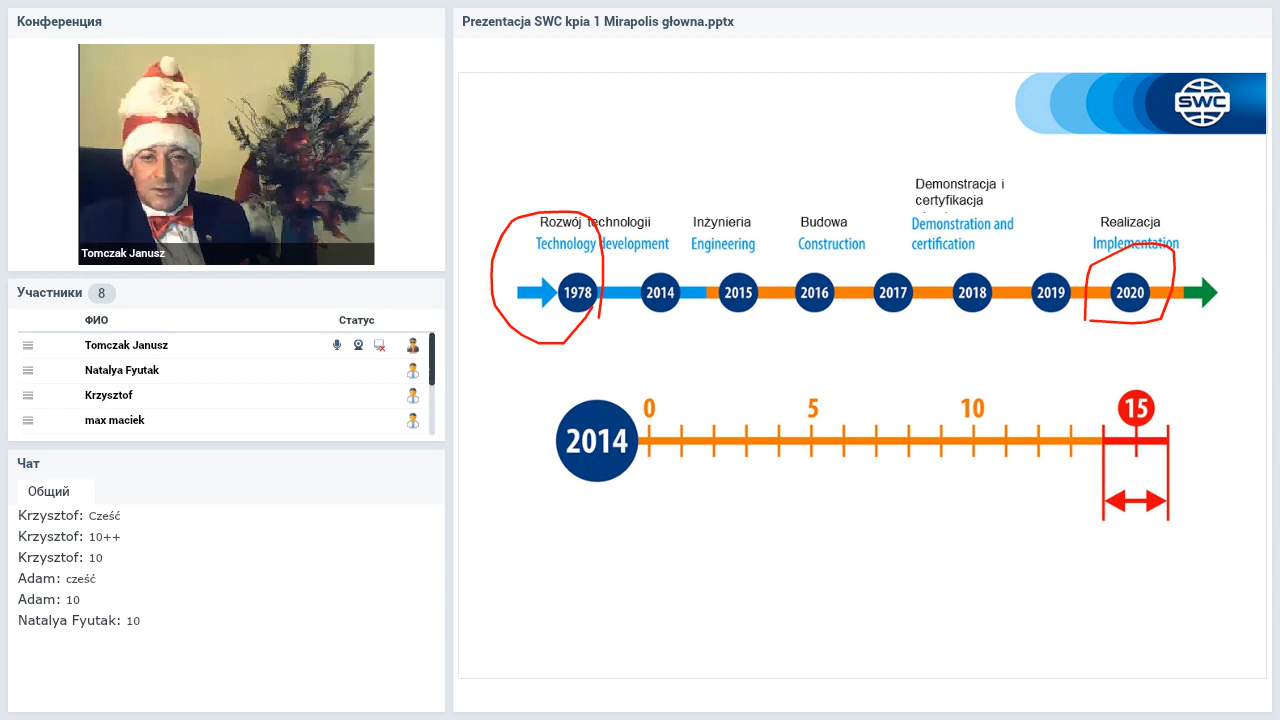 Конференция
Tomczak Janusz
Участники 8
ФИО Статус
Tomczak Janusz
Natalya Fyutak
Krzysztof
max maciek
Чат
Общий
Krzysztof: Cześć
Krzysztof: 10++
Krzysztof: 10
Adam: cześć
Adam: 10
Natalya Fyutak: 10
Prezentacja SWC kpia 1 Mirapolis głowna.pptx
SWC
Rozwój technologii
Technology development
Inżynieria
Engineering
Budowa
Construction
Demonstracja i
certyfikacja
Demonstration and
certification
Realizacja
Implementation
1978 2014 2015 2016 2017 2018 2019 2020
0 5 10 15
2014